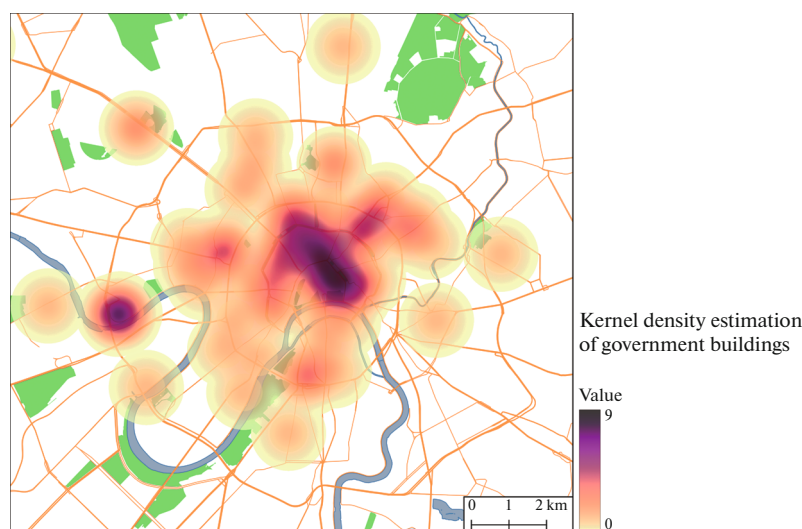 Kernel density estimation
of government buildings
Value
9
0
0 1 2 km